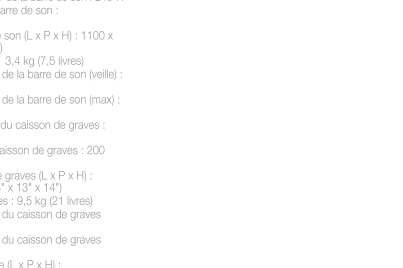 arre de son :
son (L x P x H) : 1100 x
)
3,4 kg (7,5 livres)
de la barre de son (veille) :
de la barre de son (max) :
du caisson de graves :
aisson de graves : 200
graves (L x P x H) :
" x 13" x 14")
es : 9,5 kg (21 livres)
du caisson de graves
du caisson de graves
e (L x P x H) :